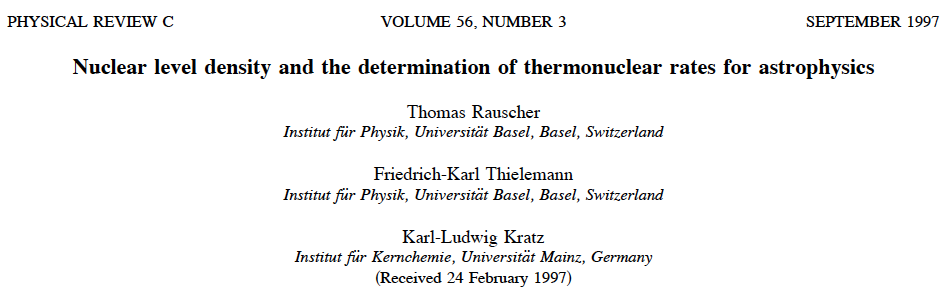 PHYSICAL REVIEW C VOLUME 56, NUMBER 3 SEPTEMBER 1997
Nuclear level density and the determination of thermonuclear rates for astrophysics
Thomas Rauscher
Institut für Physik, Universität Basel, Basel, Switzerland
Friedrich-Karl Thielemann
Institut für Physik, Universität Basel, Basel, Switzerland
Karl-Ludwig Kratz
Institut für Kernchemie, Universität Mainz, Germany
(Received 24 February 1997)